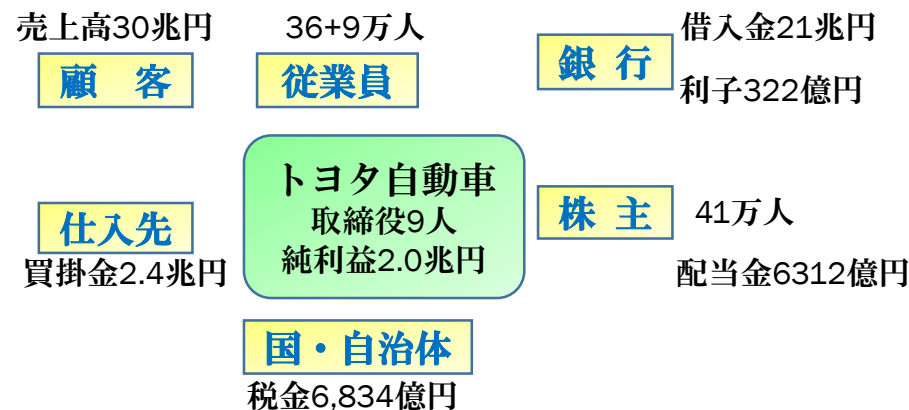 売上高30兆円
顧　客
36+9万人
従業員
銀 行
借入金21兆円
利子322億円
トヨタ自動車
取締役9人
純利益2.0兆円
仕入先
買掛金2.4兆円
株 主
41万人
配当金6312億円
国・自治体
税金6,834億円